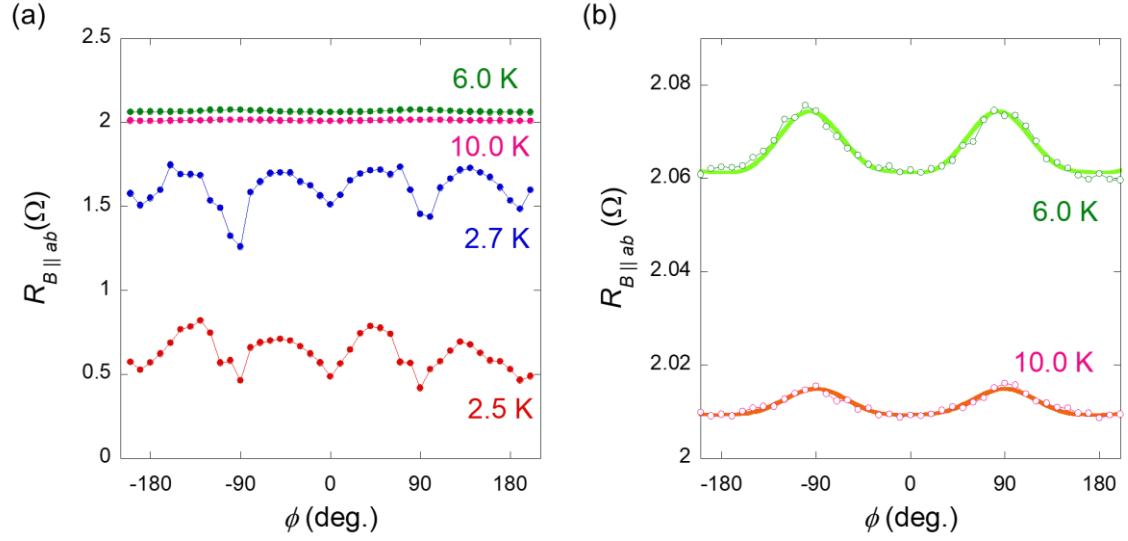 (a)
2.5
2
1.5
1
0.5
0
R_B || ab (Ω)
6.0 K
10.0 K
2.7 K
2.5 K
-180 -90 0 90 180
ϕ (deg.)
(b)
2.08
2.06
2.04
2.02
2
R_B || ab (Ω)
6.0 K
10.0 K
-180 -90 0 90 180
ϕ (deg.)